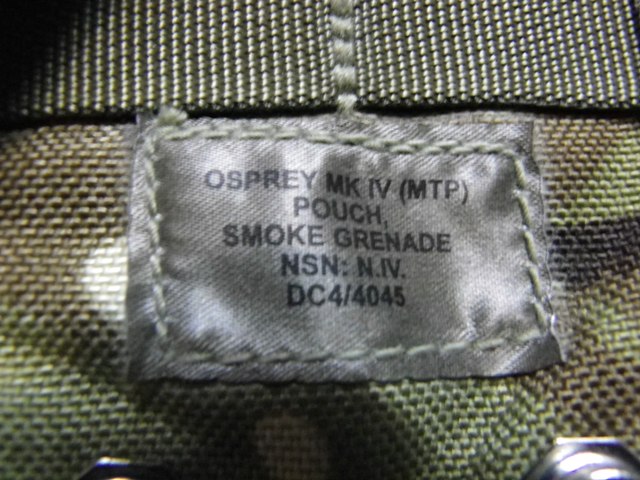 OSPREY MK IV (MTP)
POUCH,
SMOKE GRENADE
NSN: N.IV.
DC4/4045